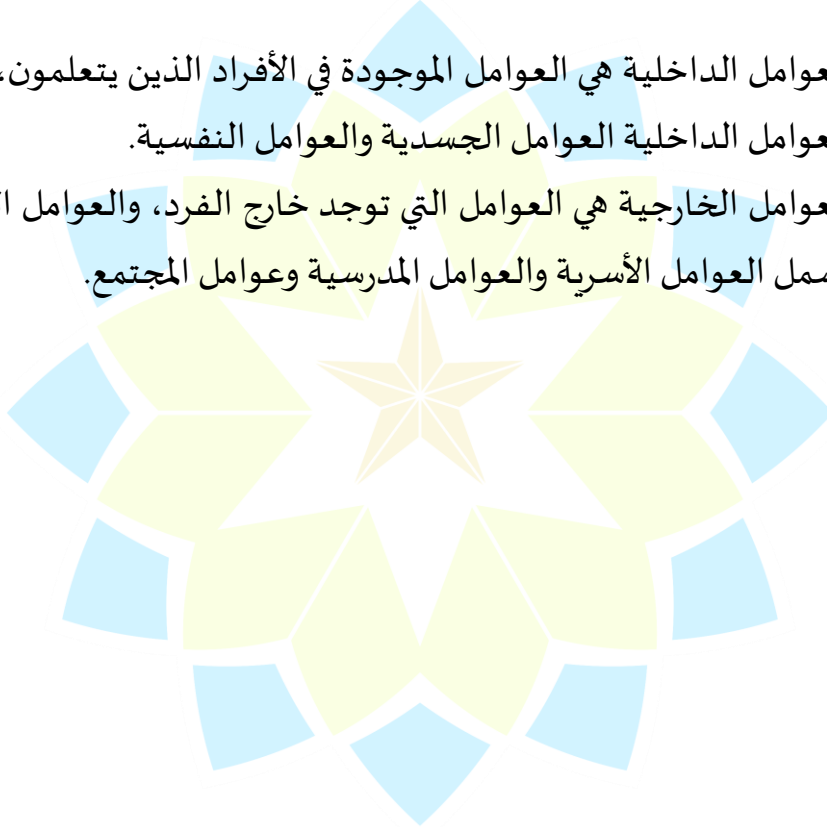 عوامل الداخلية هي العوامل الموجودة في الأفراد الذين يتعلمون،
عوامل الداخلية العوامل الجسدية والعوامل النفسية.
عوامل الخارجية هي العوامل التي توجد خارج الفرد، والعوامل
مل العوامل الأسرية والعوامل المدرسية وعوامل المجتمع.